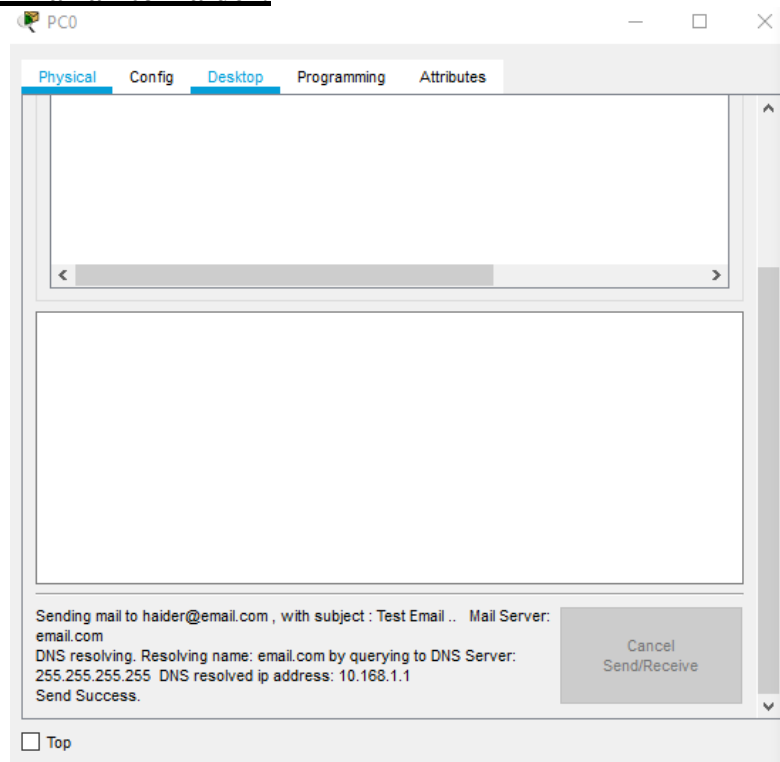 PC0
Physical Config Desktop Programming Attributes
Sending mail to haider@email.com , with subject : Test Email .. Mail Server:
email.com
DNS resolving. Resolving name: email.com by querying to DNS Server:
255.255.255.255 DNS resolved ip address: 10.168.1.1
Send Success.
Cancel
Send/Receive
Top